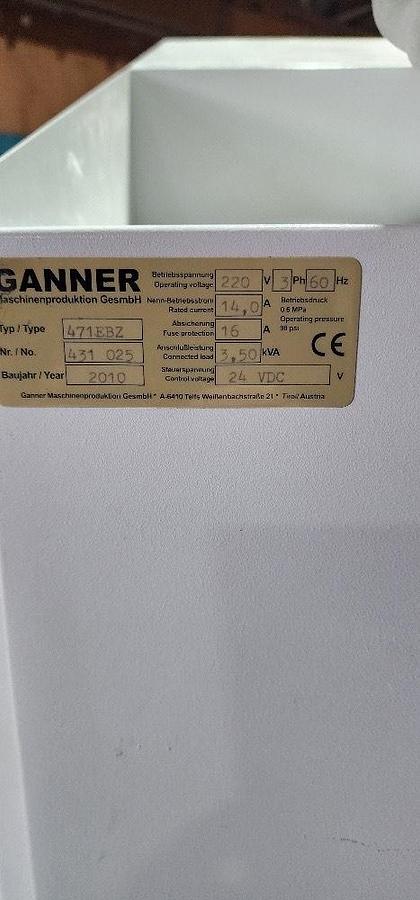 GANNER
Maschinenproduktion GesmbH
Typ / Type 471EBZ
Nr. / No. 431 025
Baujahr / Year 2010
Betriebsspannung
Operating voltage 220 V 3 Ph 60 Hz
Nenn-Betriebsstrom
Rated current 14,0 A
Absicherung
Fuse protection 16 A
Anschlußleistung
Connected load 3,50 kVA
Steuerspannung
Control voltage 24 VDC V
Betriebsdruck
0.6 MPa
Operating pressure
psi
CE
Ganner Maschinenproduktion GesmbH * A-6410 Telfs Weißenbachstraße 21 * Tirol/Austria